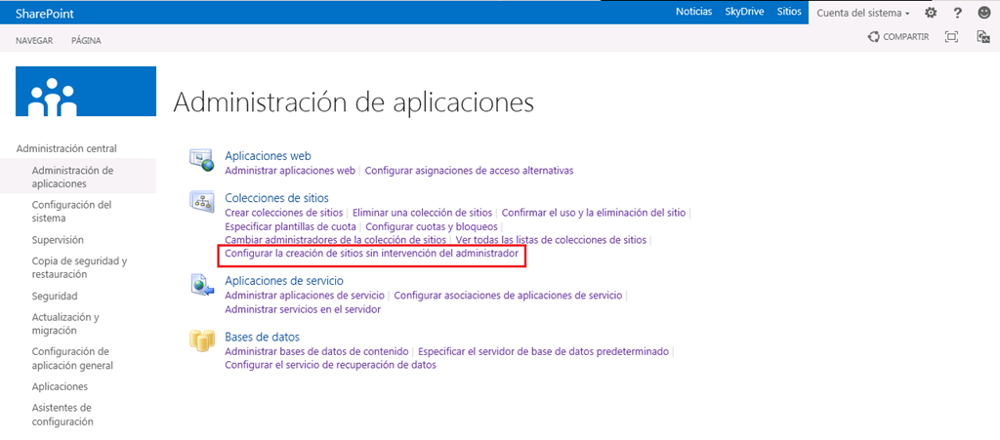 SharePoint
Noticias SkyDrive Sitios Cuenta del sistema
NAVEGAR PÁGINA
COMPARTIR
Administración de aplicaciones
Administración central
Administración de
aplicaciones
Configuración del
sistema
Supervisión
Copia de seguridad y
restauración
Seguridad
Actualización y
migración
Configuración de
aplicación general
Aplicaciones
Asistentes de
configuración
Aplicaciones web
Administrar aplicaciones web | Configurar asignaciones de acceso alternativas
Colecciones de sitios
Crear colecciones de sitios | Eliminar una colección de sitios | Confirmar el uso y la eliminación del sitio |
Especificar plantillas de cuota | Configurar cuotas y bloqueos |
Cambiar administradores de la colección de sitios | Ver todas las listas de colecciones de sitios |
Configurar la creación de sitios sin intervención del administrador
Aplicaciones de servicio
Administrar aplicaciones de servicio | Configurar asociaciones de aplicaciones de servicio |
Administrar servicios en el servidor
Bases de datos
Administrar bases de datos de contenido | Especificar el servidor de base de datos predeterminado |
Configurar el servicio de recuperación de datos